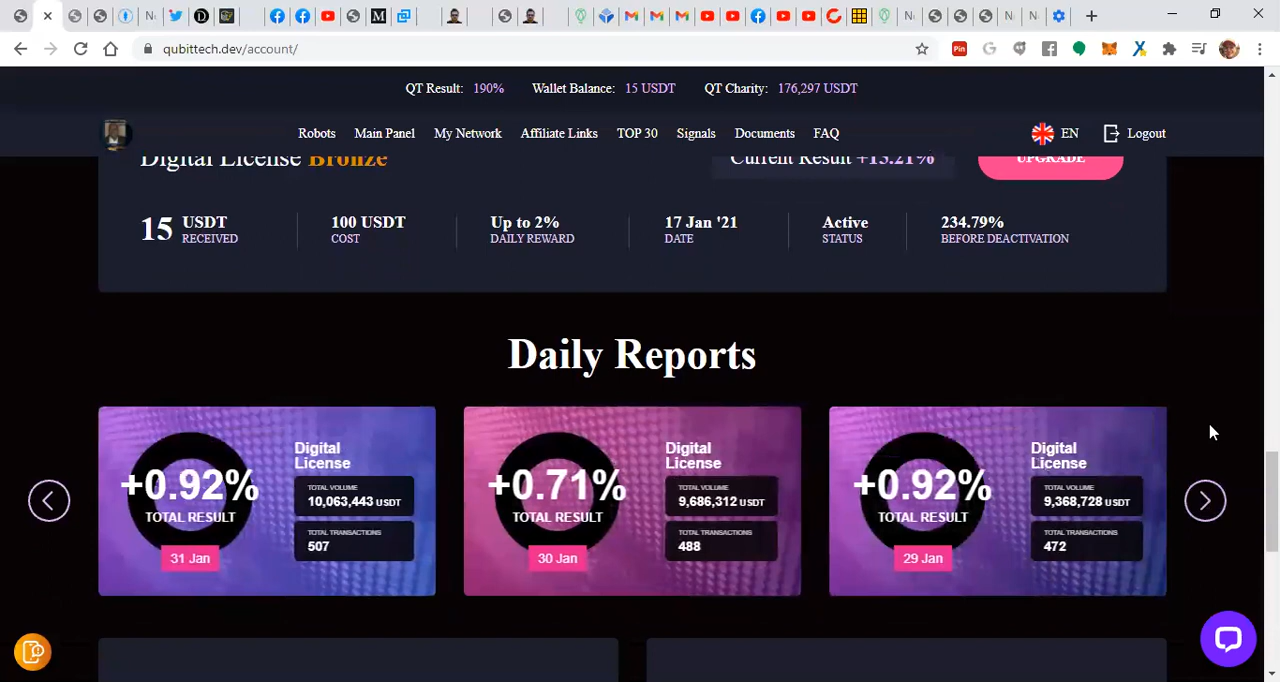 qubittech.dev/account/
QT Result: 190% Wallet Balance: 15 USDT QT Charity: 176,297 USDT
Robots Main Panel My Network Affiliate Links TOP 30 Signals Documents FAQ EN Logout
Digital License Bronze Current Result +15.21% UPGRADE
15 USDT 100 USDT Up to 2% 17 Jan '21 Active 234.79%
RECEIVED COST DAILY REWARD DATE STATUS BEFORE DEACTIVATION
Daily Reports
+0.92%
TOTAL RESULT
31 Jan
Digital
License
TOTAL VOLUME
10,063,443 USDT
TOTAL TRANSACTIONS
507
+0.71%
TOTAL RESULT
30 Jan
Digital
License
TOTAL VOLUME
9,686,312 USDT
TOTAL TRANSACTIONS
488
+0.92%
TOTAL RESULT
29 Jan
Digital
License
TOTAL VOLUME
9,368,728 USDT
TOTAL TRANSACTIONS
472